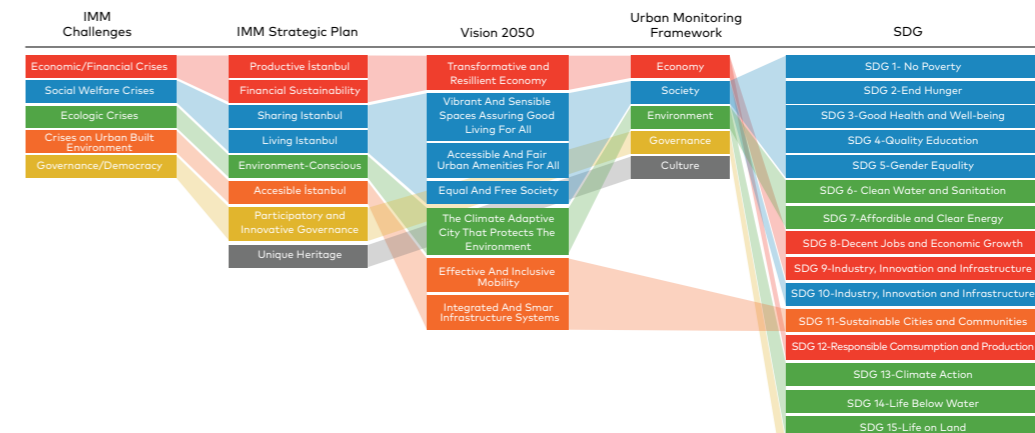 IMM
Challenges
IMM Strategic Plan
Vision 2050
Urban Monitoring
Framework
SDG
Economic/Financial Crises
Social Welfare Crises
Ecologic Crises
Crises on Urban Built
Environment
Governance/Democracy
Productive İstanbul
Financial Sustainability
Sharing Istanbul
Living Istanbul
Environment-Conscious
Accesible İstanbul
Participatory and
Innovative Governance
Unique Heritage
Transformative and
Resillient Economy
Vibrant And Sensible
Spaces Assuring Good
Living For All
Accessible And Fair
Urban Amenities For All
Equal And Free Society
The Climate Adaptive
City That Protects The
Environment
Effective And Inclusive
Mobility
Integrated And Smar
Infrastructure Systems
Economy
Society
Environment
Governance
Culture
SDG 1- No Poverty
SDG 2-End Hunger
SDG 3-Good Health and Well-being
SDG 4-Quality Education
SDG 5-Gender Equality
SDG 6- Clean Water and Sanitation
SDG 7-Affordable and Clear Energy
SDG 8-Decent Jobs and Economic Growth
SDG 9-Industry, Innovation and Infrastructure
SDG 10-Industry, Innovation and Infrastructure
SDG 11-Sustainable Cities and Communities
SDG 12-Responsible Comsumption and Production
SDG 13-Climate Action
SDG 14-Life Below Water
SDG 15-Life on Land